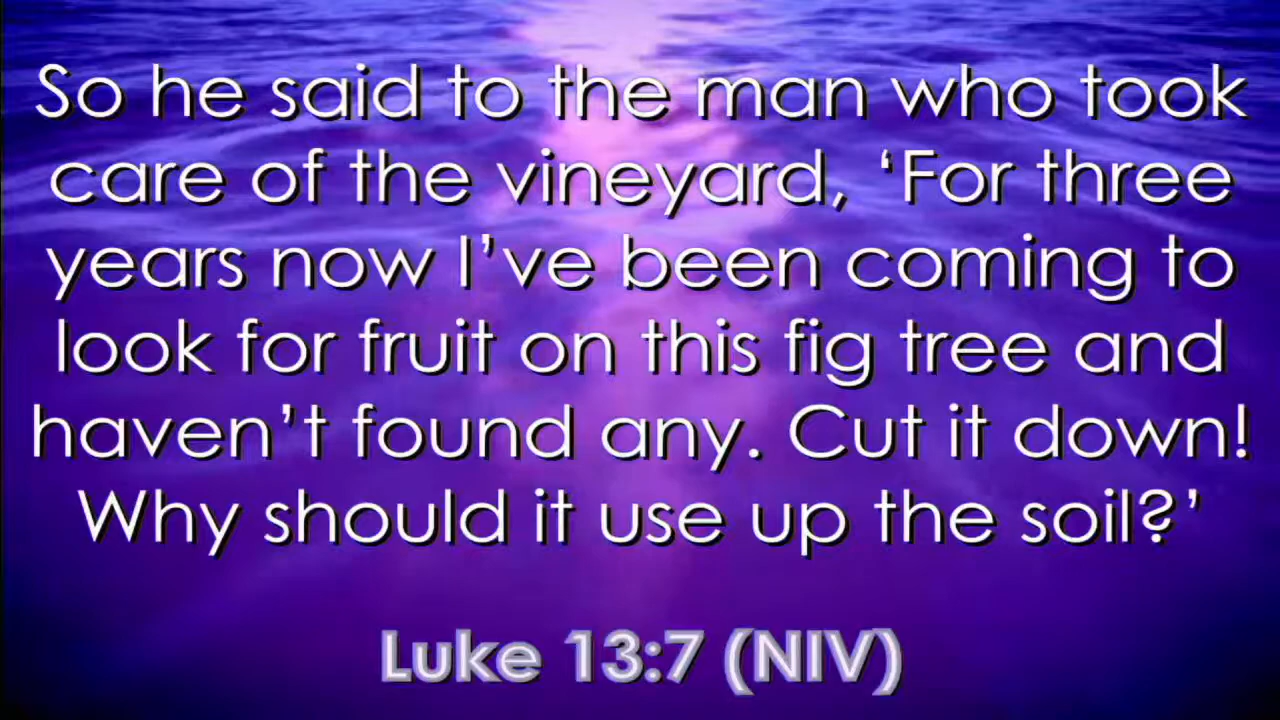 So he said to the man who took
care of the vineyard, ‘For three
years now I’ve been coming to
look for fruit on this fig tree and
haven’t found any. Cut it down!
Why should it use up the soil?’
Luke 13:7 (NIV)